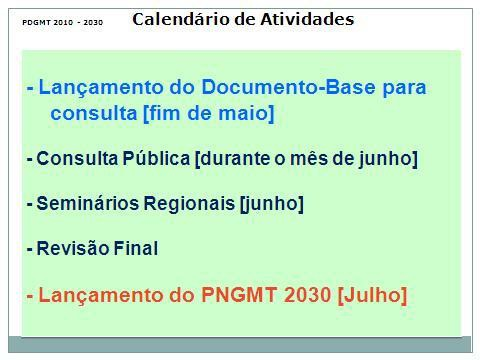 PDGMT 2010 - 2030 Calendário de Atividades
- Lançamento do Documento-Base para
consulta [fim de maio]
- Consulta Pública [durante o mês de junho]
- Seminários Regionais [junho]
- Revisão Final
- Lançamento do PNGMT 2030 [Julho]